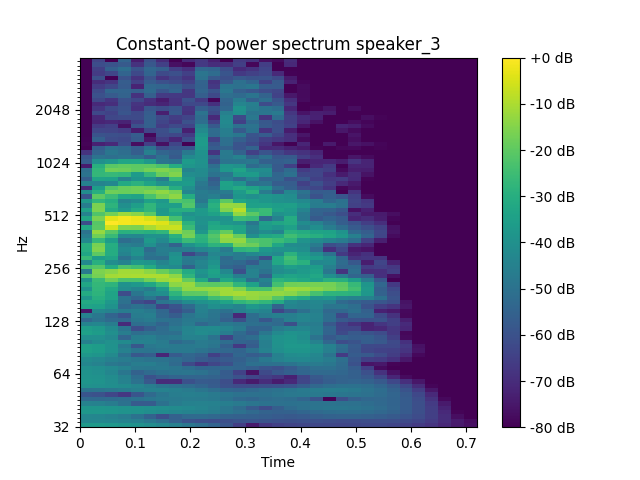 Constant-Q power spectrum speaker_3
+0 dB
-10 dB
-20 dB
-30 dB
-40 dB
-50 dB
-60 dB
-70 dB
-80 dB
2048
1024
512
256
128
64
32
Hz
0
0.1
0.2
0.3
0.4
0.5
0.6
0.7
Time